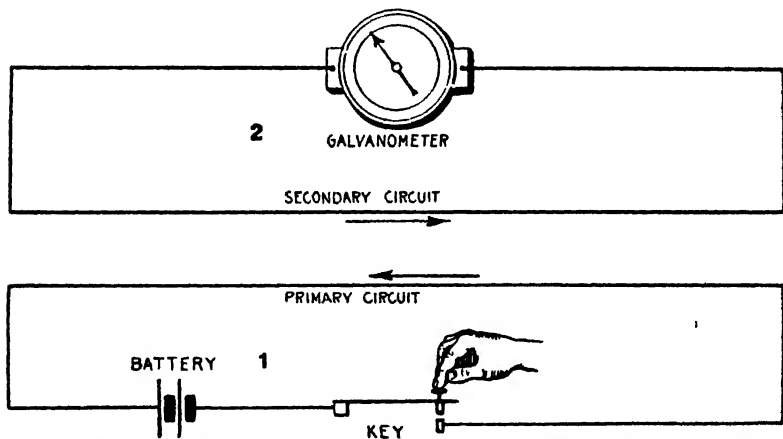 2
GALVANOMETER
SECONDARY CIRCUIT
PRIMARY CIRCUIT
BATTERY 1
KEY